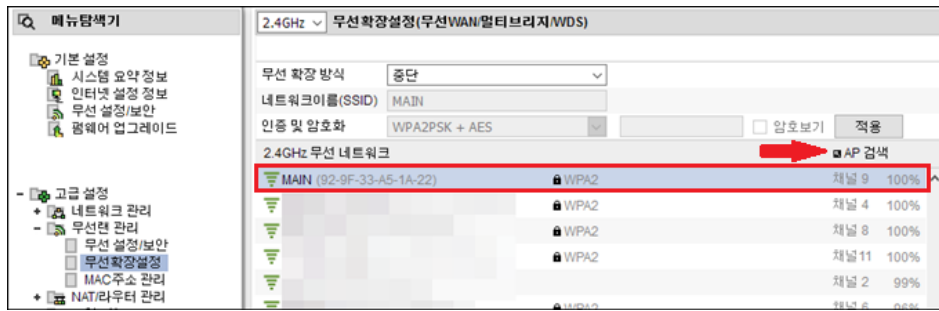 메뉴탐색기
기본 설정
시스템 요약 정보
인터넷 설정 정보
무선 설정/보안
펌웨어 업그레이드
고급 설정
네트워크 관리
무선랜 관리
무선 설정/보안
무선확장설정
MAC주소 관리
NAT/라우터 관리
2.4GHz 무선확장설정(무선WAN/멀티브리지/WDS)
무선 확장 방식 중단
네트워크이름(SSID) MAIN
인증 및 암호화 WPA2PSK + AES 암호보기 적용
2.4GHz 무선 네트워크 AP 검색
MAIN (92-9F-33-A5-1A-22) WPA2 채널 9 100%
WPA2 채널 4 100%
WPA2 채널 8 100%
WPA2 채널 11 100%
채널 2 99%
WPA2 채널 6 96%